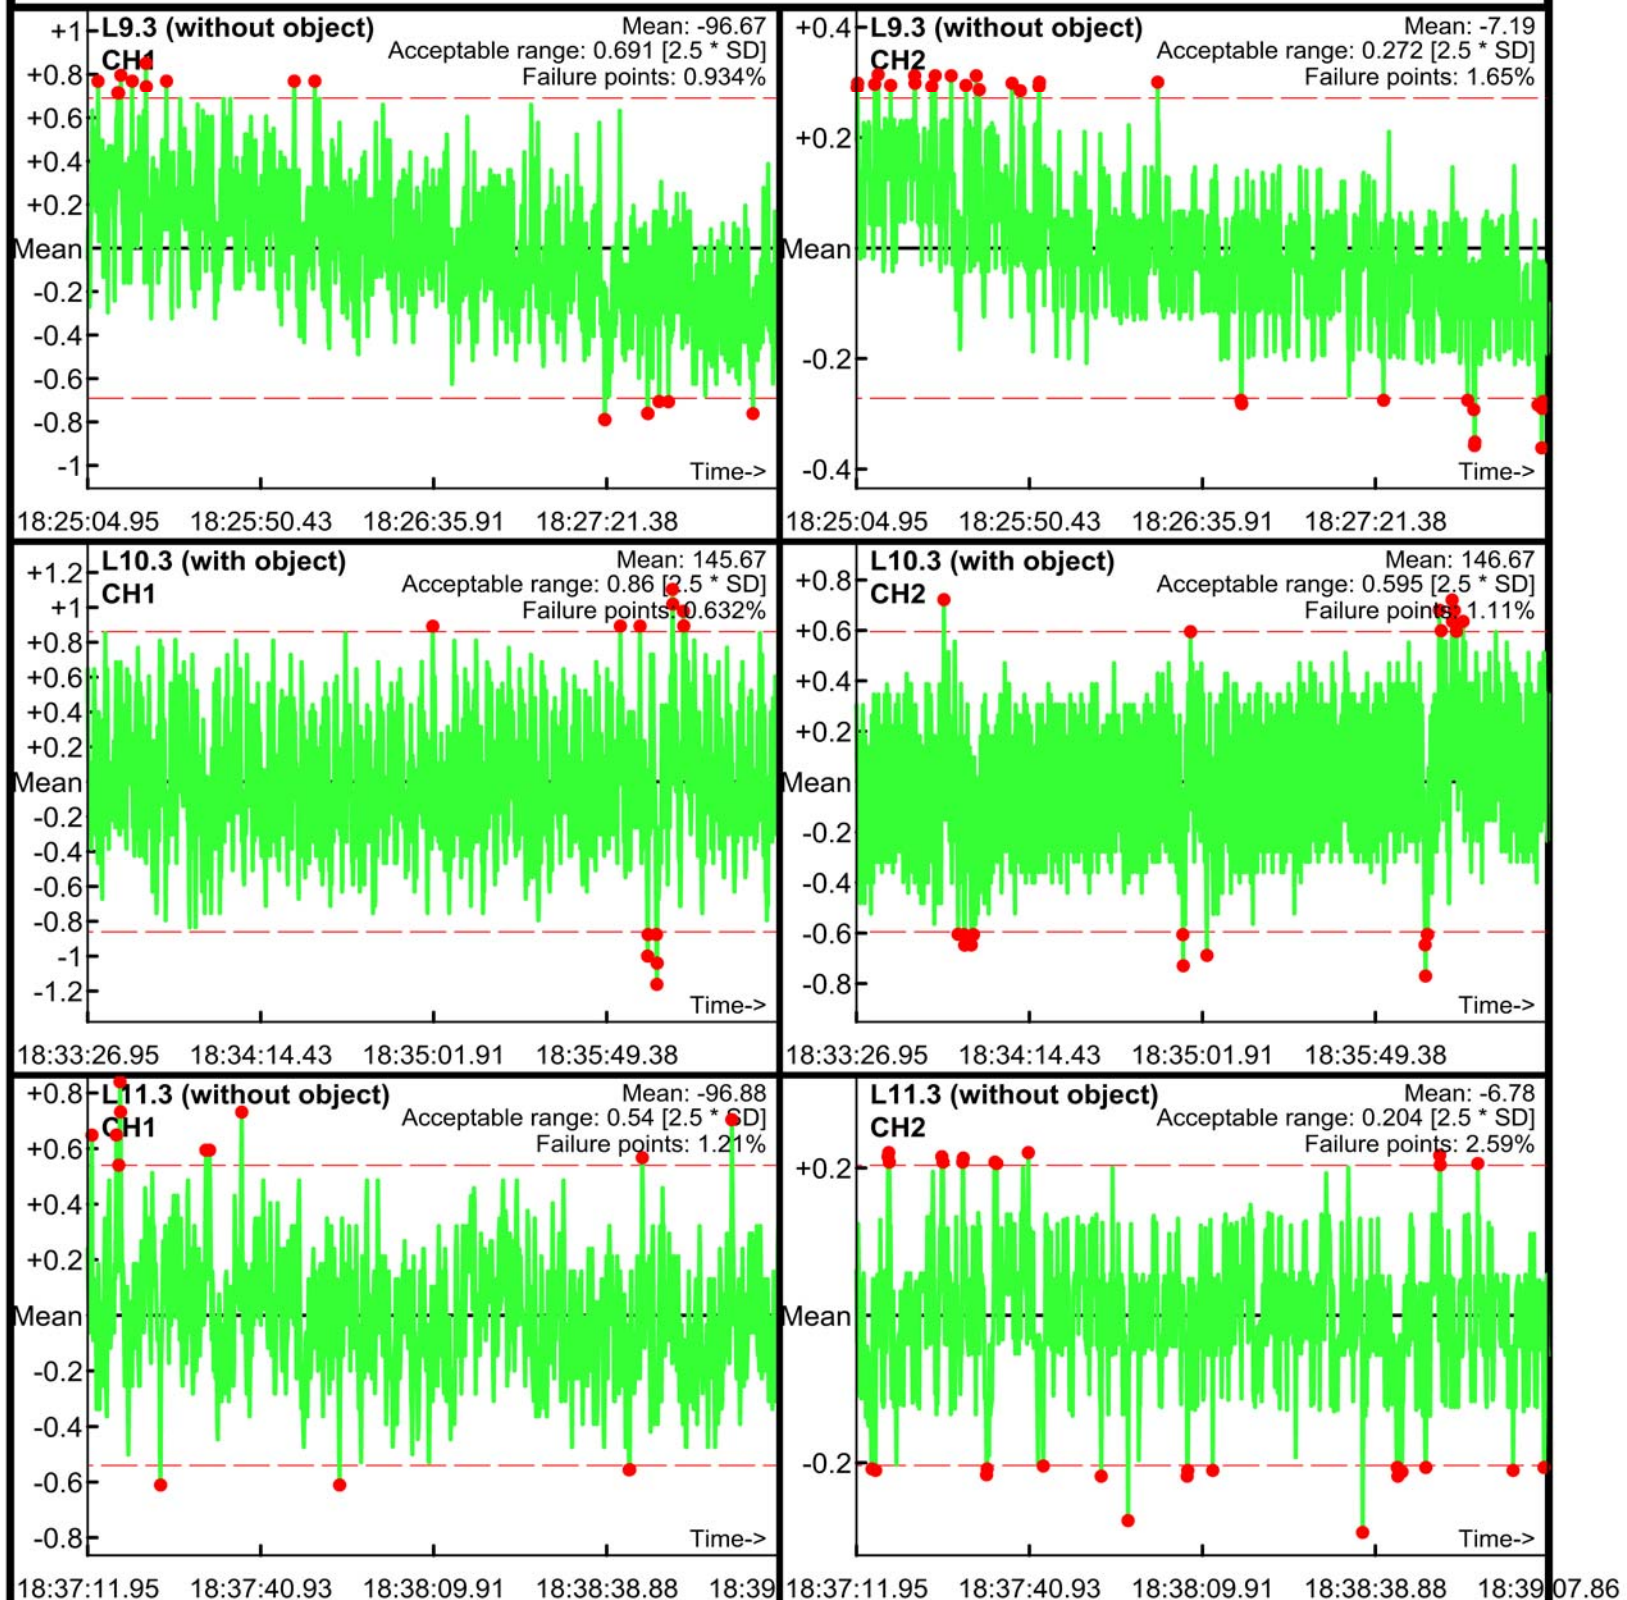 L9.3 (without object)
CH1
Mean: -96.67
Acceptable range: 0.691 [2.5 * SD]
Failure points: 0.934%
+1
+0.8
+0.6
+0.4
+0.2
Mean
-0.2
-0.4
-0.6
-0.8
-1
Time->
18:25:04.95 18:25:50.43 18:26:35.91 18:27:21.38
L9.3 (without object)
CH2
Mean: -7.19
Acceptable range: 0.272 [2.5 * SD]
Failure points: 1.65%
+0.4
+0.2
Mean
-0.2
-0.4
Time->
18:25:04.95 18:25:50.43 18:26:35.91 18:27:21.38
L10.3 (with object)
CH1
Mean: 145.67
Acceptable range: 0.86 [2.5 * SD]
Failure points: 0.632%
+1.2
+1
+0.8
+0.6
+0.4
+0.2
Mean
-0.2
-0.4
-0.6
-0.8
-1
-1.2
Time->
18:33:26.95 18:34:14.43 18:35:01.91 18:35:49.38
L10.3 (with object)
CH2
Mean: 146.67
Acceptable range: 0.595 [2.5 * SD]
Failure points: 1.11%
+0.8
+0.6
+0.4
+0.2
Mean
-0.2
-0.4
-0.6
-0.8
Time->
18:33:26.95 18:34:14.43 18:35:01.91 18:35:49.38
L11.3 (without object)
CH1
Mean: -96.88
Acceptable range: 0.54 [2.5 * SD]
Failure points: 1.21%
+0.8
+0.6
+0.4
+0.2
Mean
-0.2
-0.4
-0.6
-0.8
Time->
18:37:11.95 18:37:40.93 18:38:09.91 18:38:38.88 18:39
L11.3 (without object)
CH2
Mean: -6.78
Acceptable range: 0.204 [2.5 * SD]
Failure points: 2.59%
+0.2
Mean
-0.2
Time->
18:37:11.95 18:37:40.93 18:38:09.91 18:38:38.88 18:39:07.86